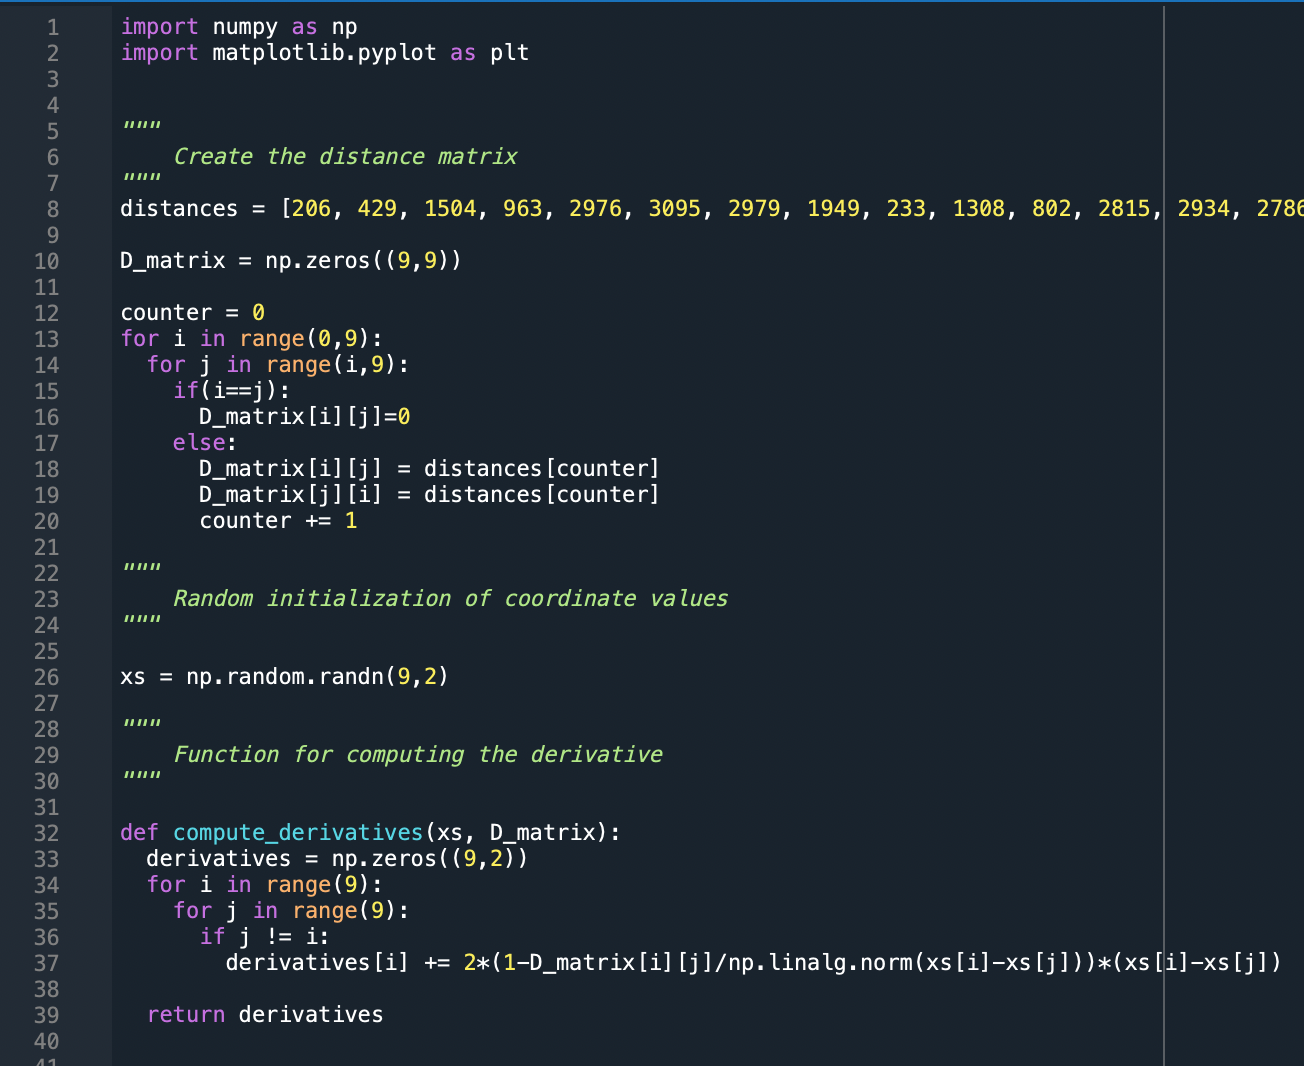 1 import numpy as np
2 import matplotlib.pyplot as plt
3
4
5 """
6     Create the distance matrix
7 """
8 distances = [206, 429, 1504, 963, 2976, 3095, 2979, 1949, 233, 1308, 802, 2815, 2934, 2786
9
10 D_matrix = np.zeros((9,9))
11
12 counter = 0
13 for i in range(0,9):
14   for j in range(i,9):
15     if(i==j):
16       D_matrix[i][j]=0
17     else:
18       D_matrix[i][j] = distances[counter]
19       D_matrix[j][i] = distances[counter]
20       counter += 1
21
22 """
23     Random initialization of coordinate values
24 """
25
26 xs = np.random.randn(9,2)
27
28 """
29     Function for computing the derivative
30 """
31
32 def compute_derivatives(xs, D_matrix):
33   derivatives = np.zeros((9,2))
34   for i in range(9):
35     for j in range(9):
36       if j != i:
37         derivatives[i] += 2*(1-D_matrix[i][j]/np.linalg.norm(xs[i]-xs[j]))*(xs[i]-xs[j])
38
39   return derivatives
40
41